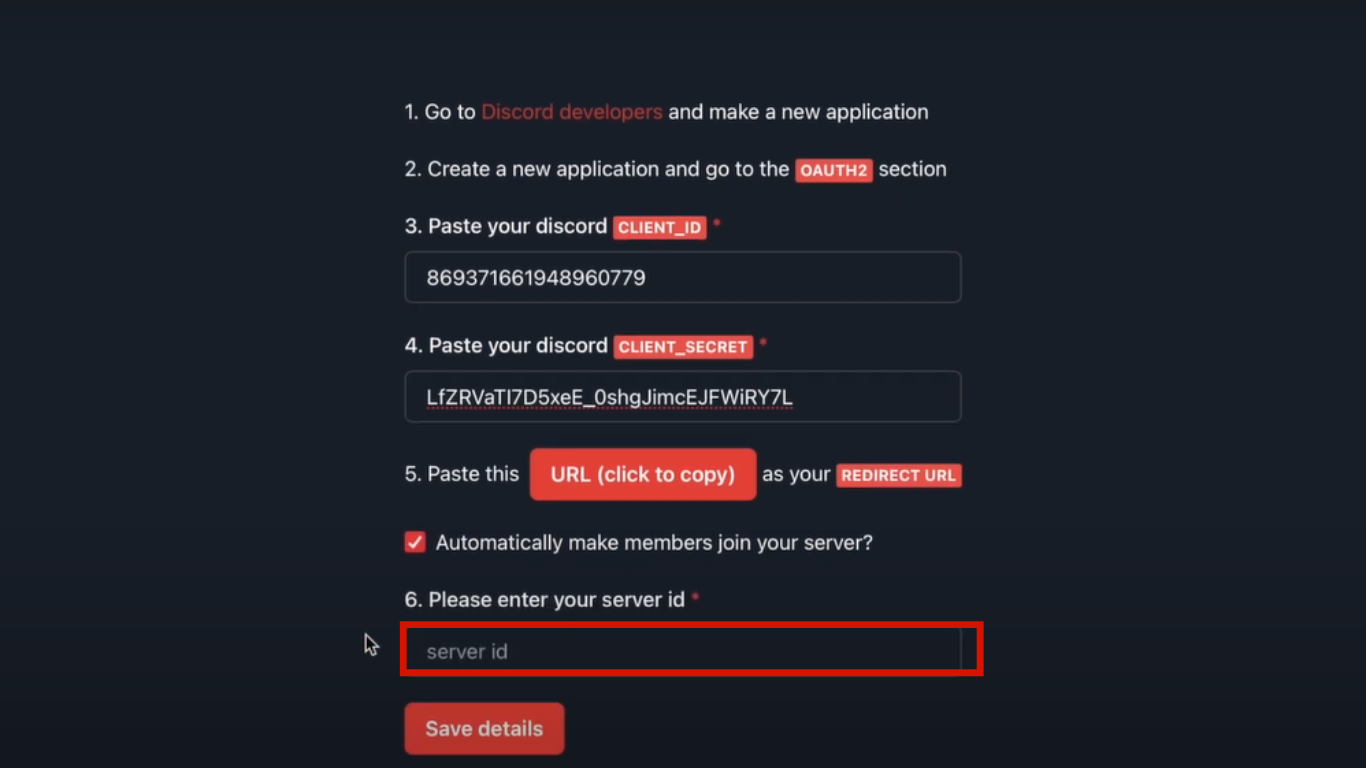 1. Go to Discord developers and make a new application
2. Create a new application and go to the OAUTH2 section
3. Paste your discord CLIENT_ID *
869371661948960779
4. Paste your discord CLIENT_SECRET *
LfZRVaTI7D5xeE_0shgJimcEJFWiRY7L
5. Paste this URL (click to copy) as your REDIRECT URL
Automatically make members join your server?
6. Please enter your server id *
server id
Save details